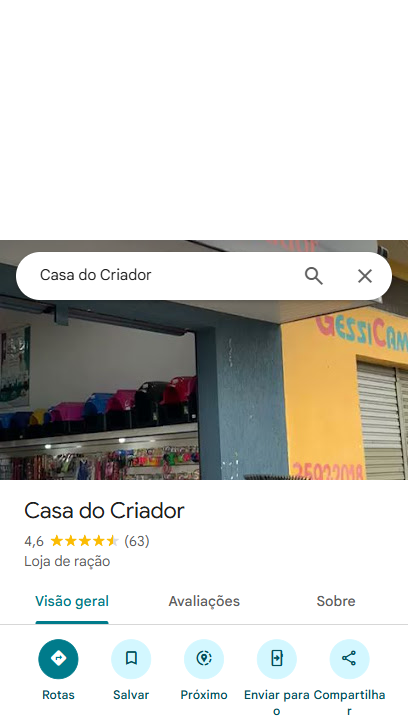 Casa do Criador
GESSICAM
25922018
Casa do Criador
4,6 (63)
Loja de ração
Visão geral Avaliações Sobre
Rotas Salvar Próximo Enviar para o Compartilhar